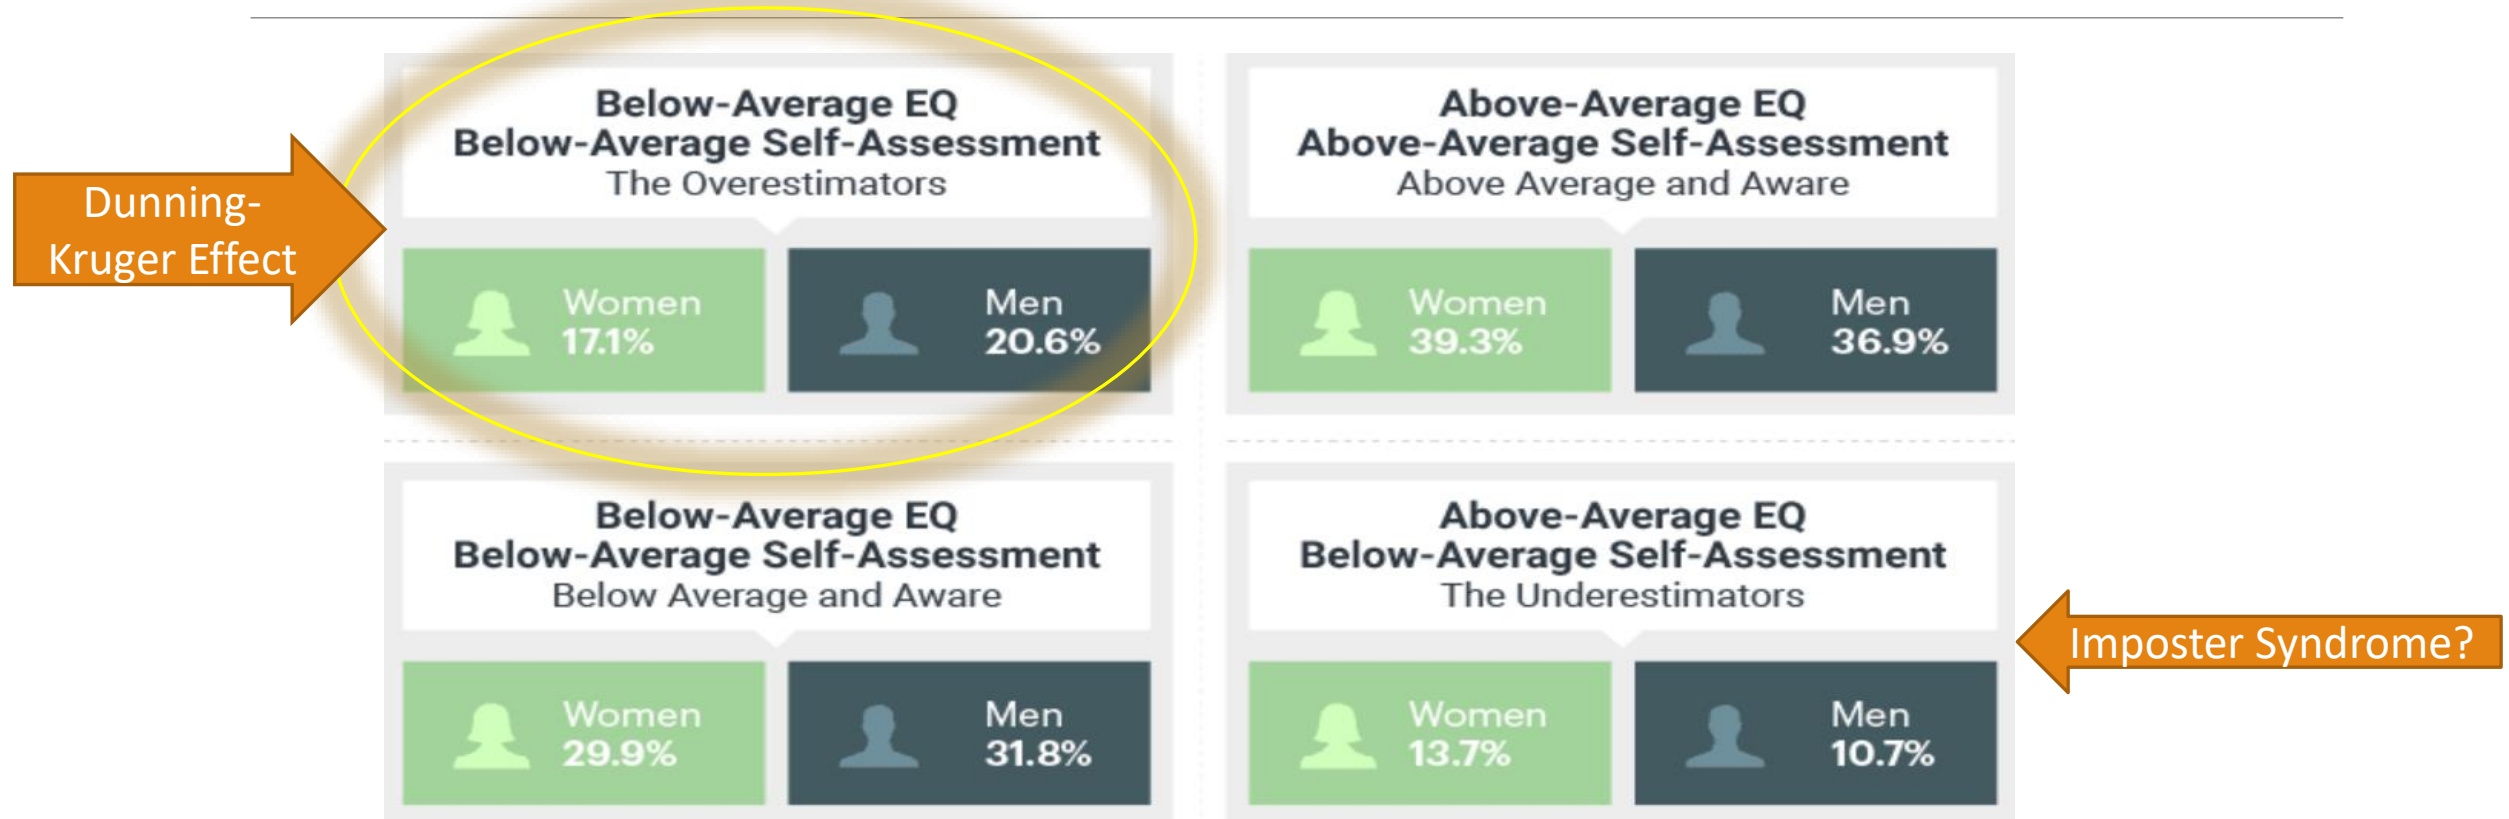 Dunning-
Kruger Effect
Below-Average EQ
Below-Average Self-Assessment
The Overestimators
Women
17.1%
Men
20.6%
Above-Average EQ
Above-Average Self-Assessment
Above Average and Aware
Women
39.3%
Men
36.9%
Below-Average EQ
Below-Average Self-Assessment
Below Average and Aware
Women
29.9%
Men
31.8%
Above-Average EQ
Below-Average Self-Assessment
The Underestimators
Women
13.7%
Men
10.7%
Imposter Syndrome?